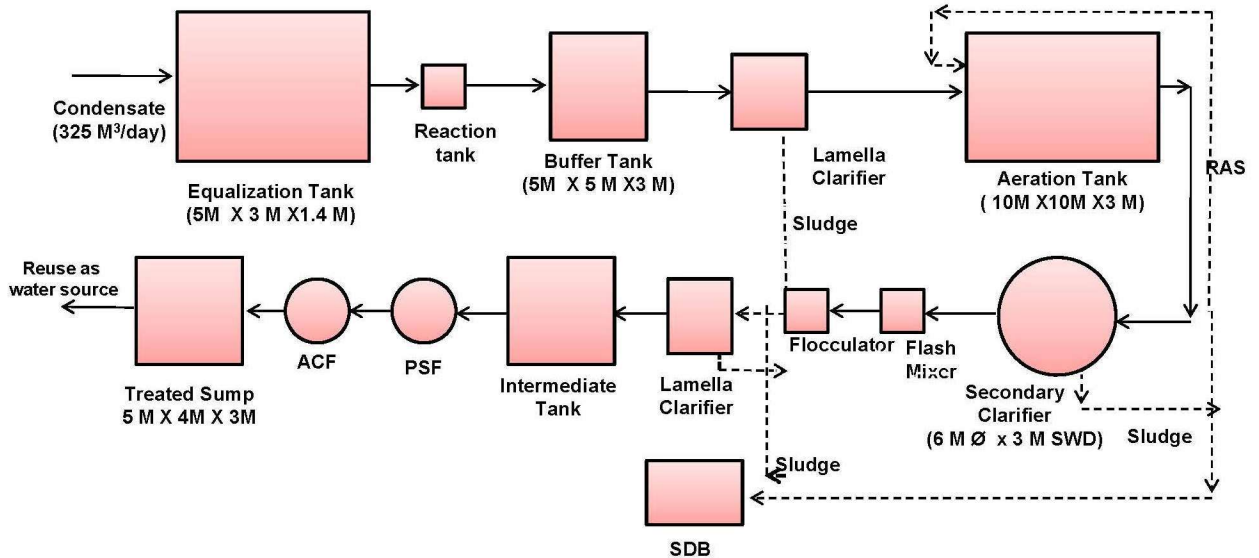 Condensate
(325 M³/day)
Equalization Tank
(5M X 3 M X1.4 M)
Reaction
tank
Buffer Tank
(5M X 5 M X3 M)
Lamella
Clarifier
Aeration Tank
( 10M X10M X3 M)
RAS
Sludge
Reuse as
water source
Treated Sump
5 M X 4M X 3M
ACF
PSF
Intermediate
Tank
Lamella
Clarifier
Flocculator
Flash
Mixer
Secondary
Clarifier
(6 M Ø x 3 M SWD)
Sludge
Sludge
SDB